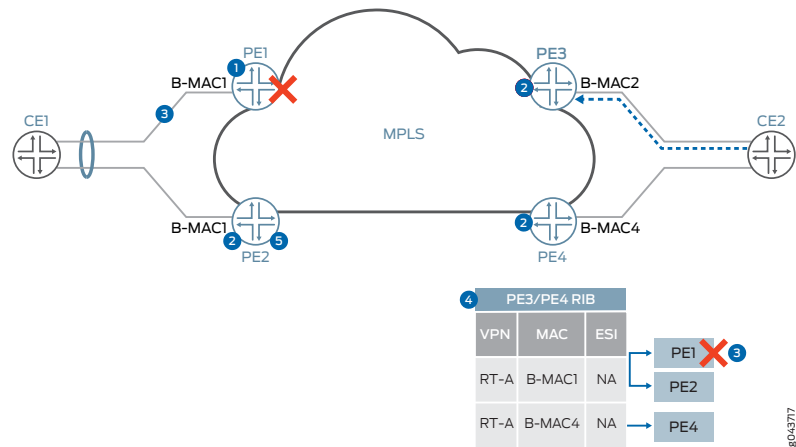 PE1
PE3
1
B-MAC1
2
B-MAC2
3
CE1
CE2
MPLS
B-MAC1
2
5
2
B-MAC4
PE2
PE4
4 PE3/PE4 RIB
VPN MAC ESI
PE1 3
RT-A B-MAC1 NA
PE2
RT-A B-MAC4 NA
PE4
g043717